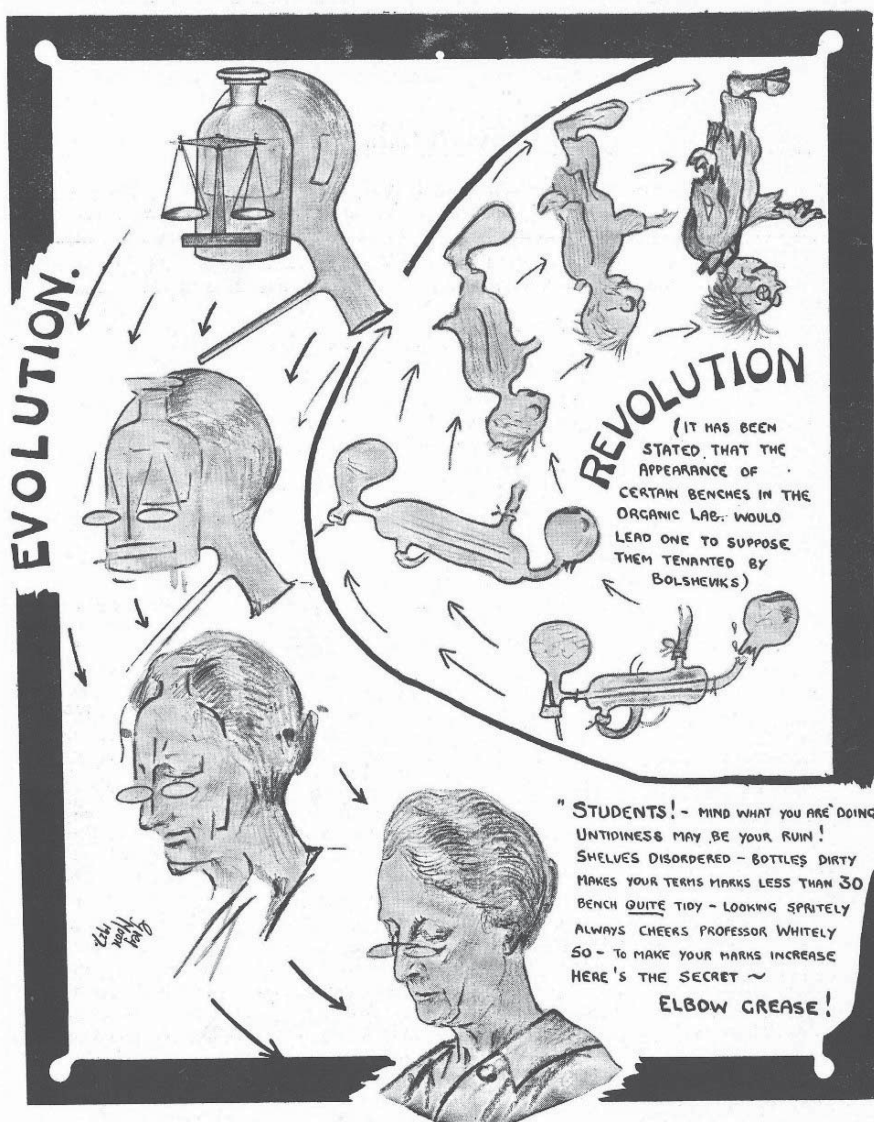 EVOLUTION.
REVOLUTION
(IT HAS BEEN
STATED THAT THE
APPEARANCE OF
CERTAIN BENCHES IN THE
ORGANIC LAB. WOULD
LEAD ONE TO SUPPOSE
THEM TENANTED BY
BOLSHEVIKS)
"STUDENTS! - MIND WHAT YOU ARE DOING
UNTIDINESS MAY BE YOUR RUIN!
SHELVES DISORDERED - BOTTLES DIRTY
MAKES YOUR TERMS MARKS LESS THAN 30
BENCH QUITE TIDY - LOOKING SPRITELY
ALWAYS CHEERS PROFESSOR WHITELY
SO - TO MAKE YOUR MARKS INCREASE
HERE'S THE SECRET ~
ELBOW GREASE!
1927.